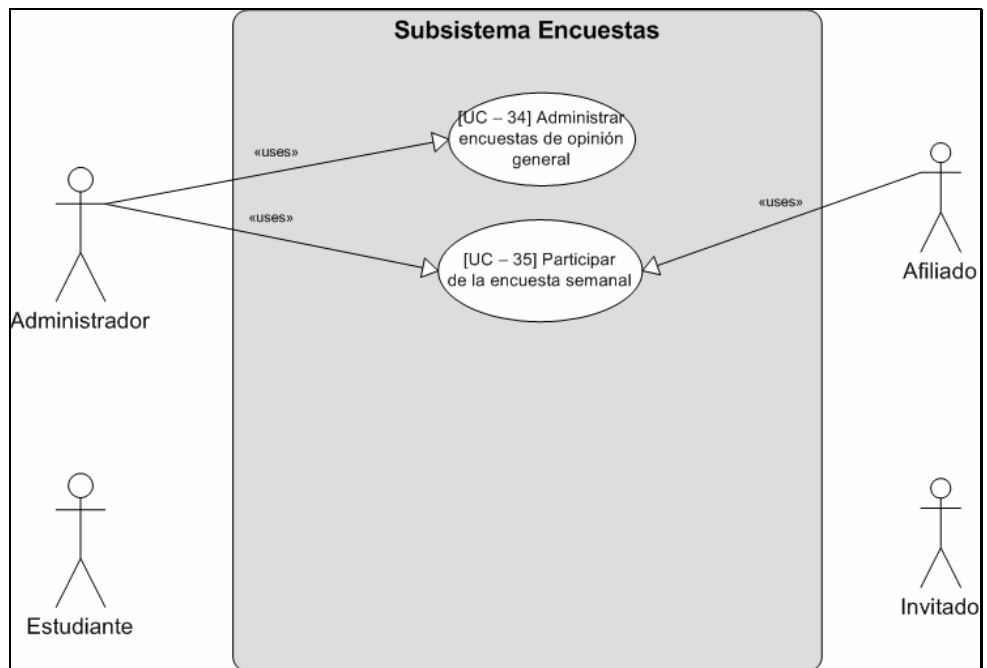 Subsistema Encuestas
[UC – 34] Administrar
encuestas de opinión
general
«uses»
«uses»
«uses»
[UC – 35] Participar
de la encuesta semanal
Administrador
Afiliado
Estudiante
Invitado